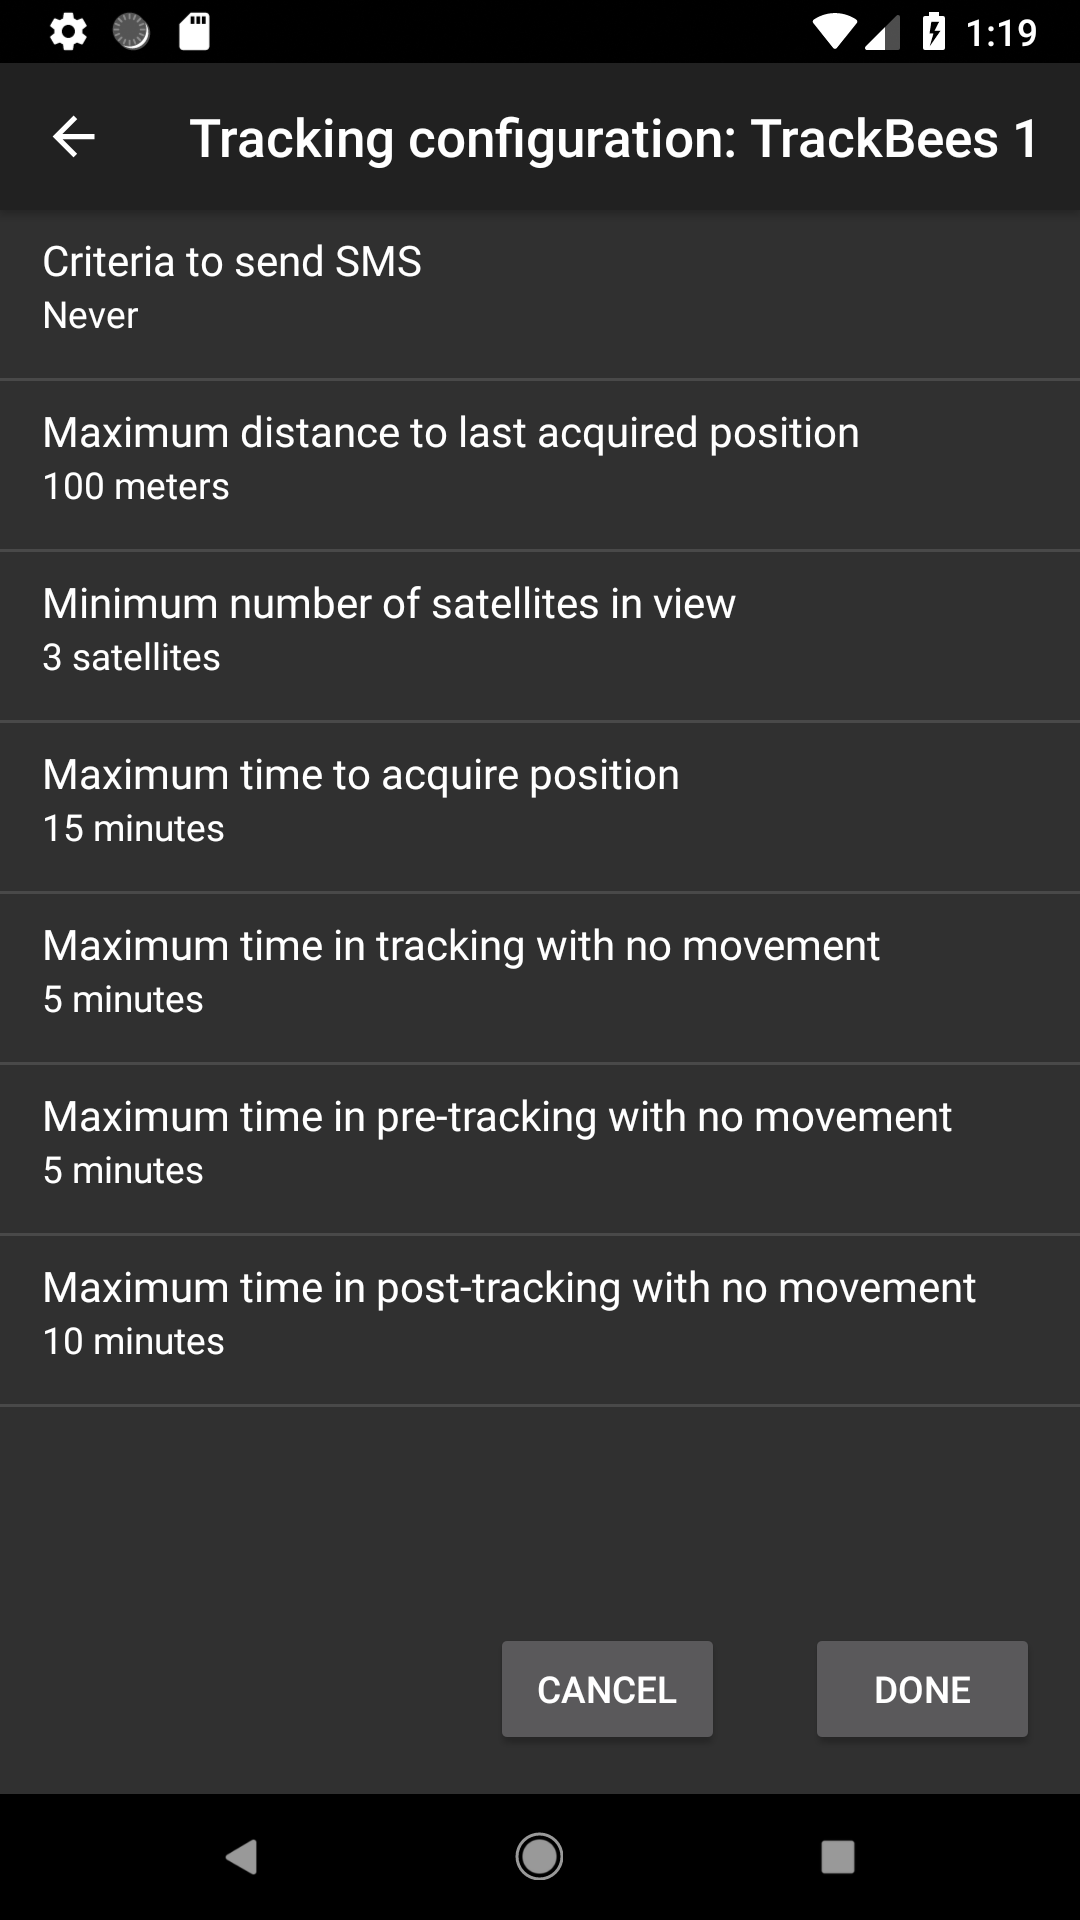 1:19
Tracking configuration: TrackBees 1
Criteria to send SMS
Never
Maximum distance to last acquired position
100 meters
Minimum number of satellites in view
3 satellites
Maximum time to acquire position
15 minutes
Maximum time in tracking with no movement
5 minutes
Maximum time in pre-tracking with no movement
5 minutes
Maximum time in post-tracking with no movement
10 minutes
CANCEL DONE